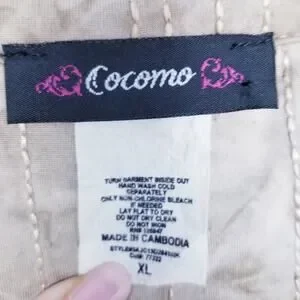 Cocomo
TURN GARMENT INSIDE OUT
HAND WASH COLD
SEPARATELY
ONLY NON-CHLORINE BLEACH
IF NEEDED
LAY FLAT TO DRY
DO NOT DRY CLEAN
DO NOT IRON
MADE IN CAMBODIA
XL